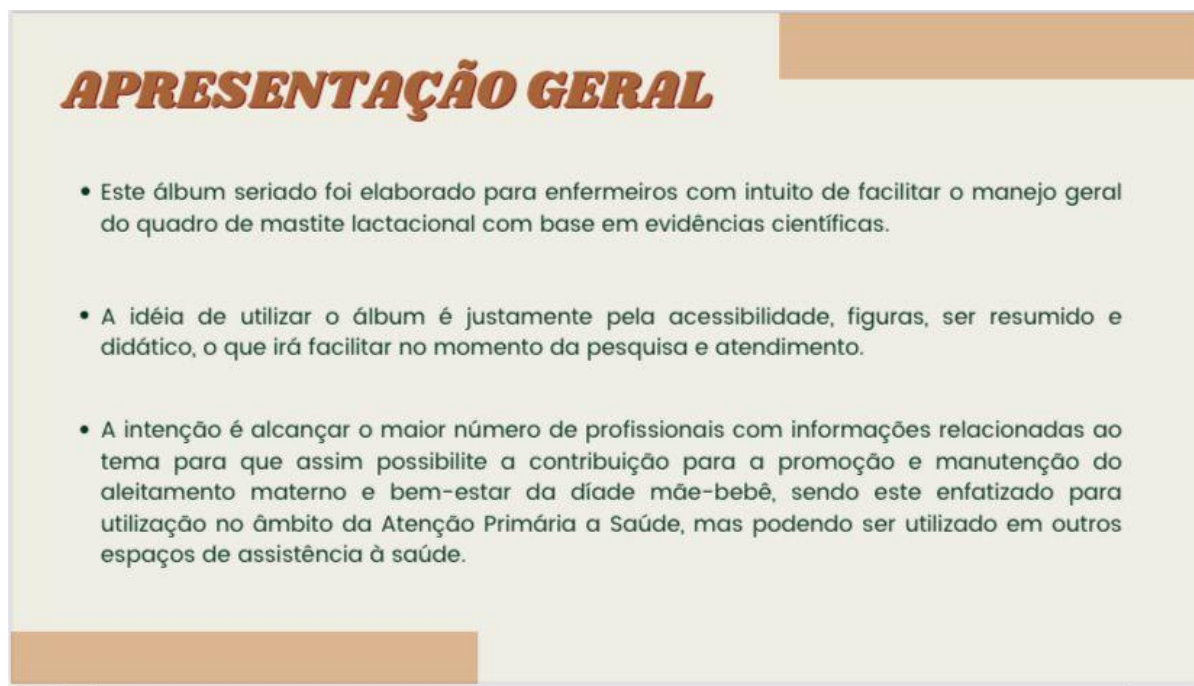 APRESENTAÇÃO GERAL
• Este álbum seriado foi elaborado para enfermeiros com intuito de facilitar o manejo geral
do quadro de mastite lactacional com base em evidências científicas.
• A idéia de utilizar o álbum é justamente pela acessibilidade, figuras, ser resumido e
didático, o que irá facilitar no momento da pesquisa e atendimento.
• A intenção é alcançar o maior número de profissionais com informações relacionadas ao
tema para que assim possibilite a contribuição para a promoção e manutenção do
aleitamento materno e bem-estar da díade mãe-bebê, sendo este enfatizado para
utilização no âmbito da Atenção Primária a Saúde, mas podendo ser utilizado em outros
espaços de assistência à saúde.